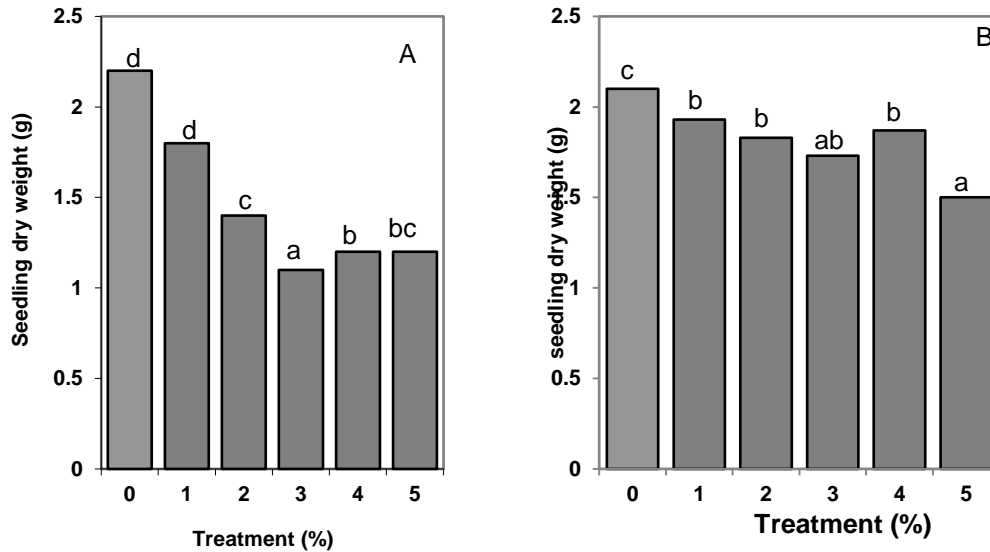 A
Seedling dry weight (g)
2.5
2
1.5
1
0.5
0
d
d
c
a
b
bc
0 1 2 3 4 5
Treatment (%)
B
seedling dry weight (g)
2.5
2
1.5
1
0.5
0
c
b
b
ab
b
a
0 1 2 3 4 5
Treatment (%)